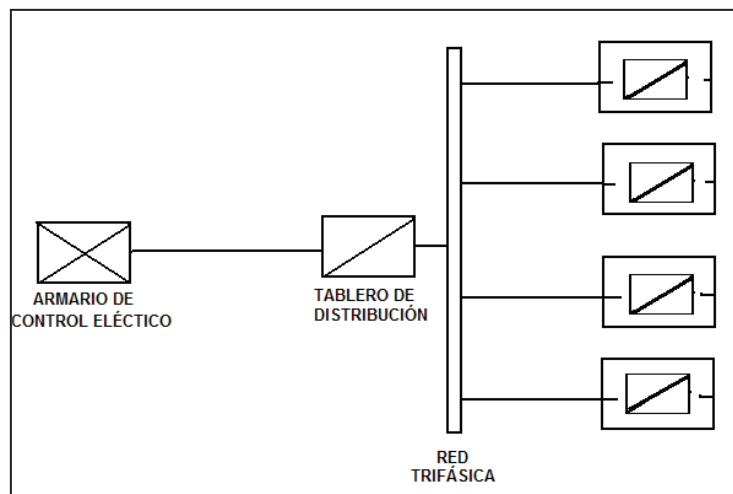 ARMARIO DE
CONTROL ELÉCTICO
TABLERO DE
DISTRIBUCIÓN
RED
TRIFÁSICA